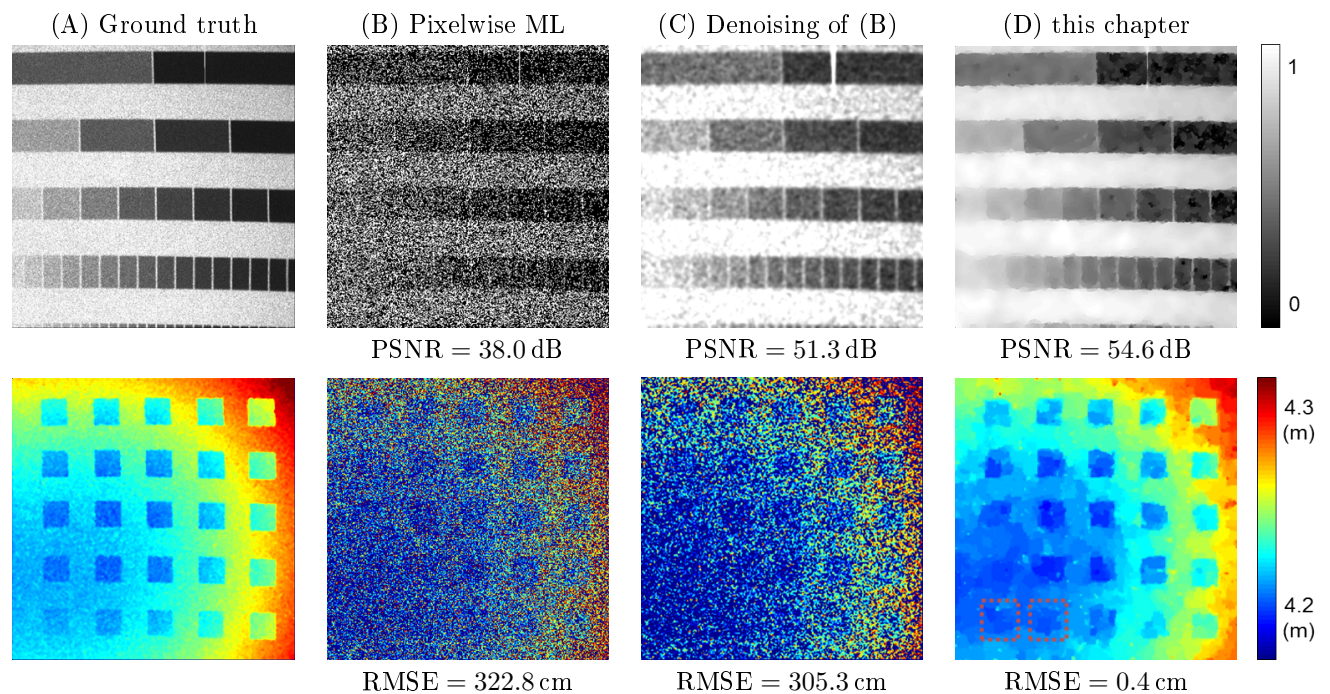 (A) Ground truth
(B) Pixelwise ML
(C) Denoising of (B)
(D) this chapter
1
0
PSNR = 38.0 dB
PSNR = 51.3 dB
PSNR = 54.6 dB
4.3
(m)
4.2
(m)
RMSE = 322.8 cm
RMSE = 305.3 cm
RMSE = 0.4 cm